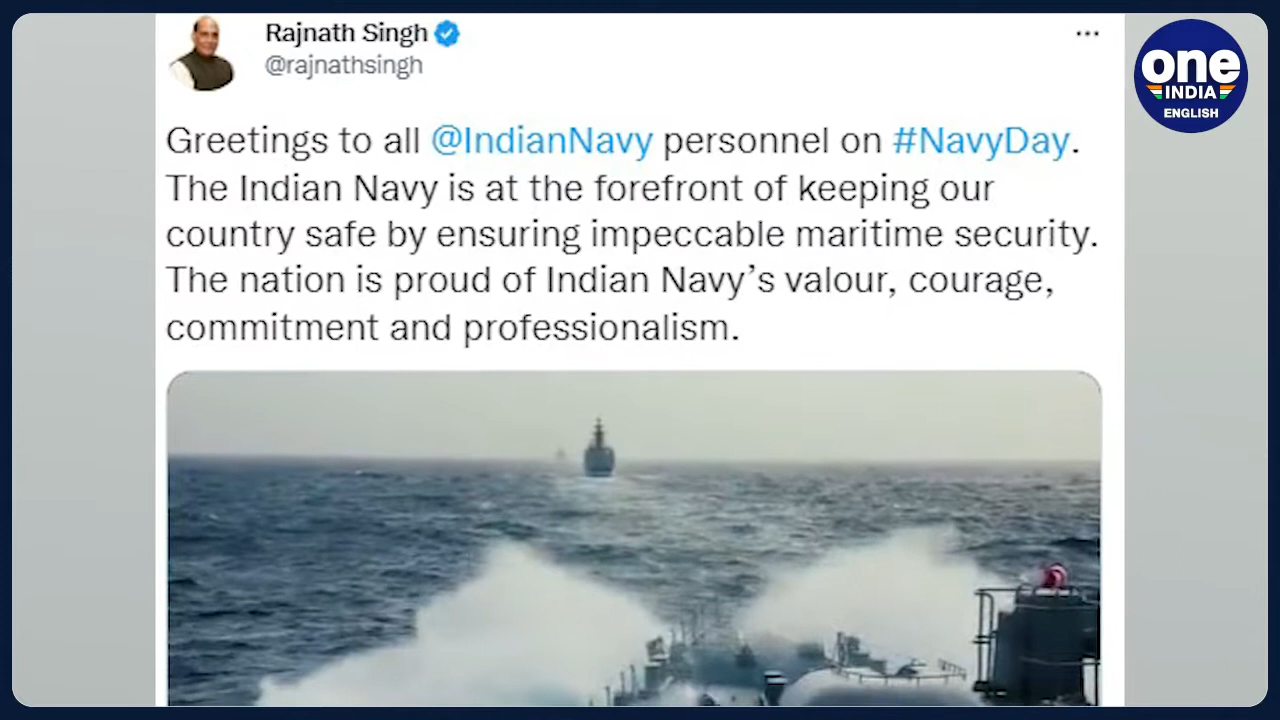 Rajnath Singh
@rajnathsingh
one
INDIA
ENGLISH
Greetings to all @IndianNavy personnel on #NavyDay.
The Indian Navy is at the forefront of keeping our
country safe by ensuring impeccable maritime security.
The nation is proud of Indian Navy’s valour, courage,
commitment and professionalism.